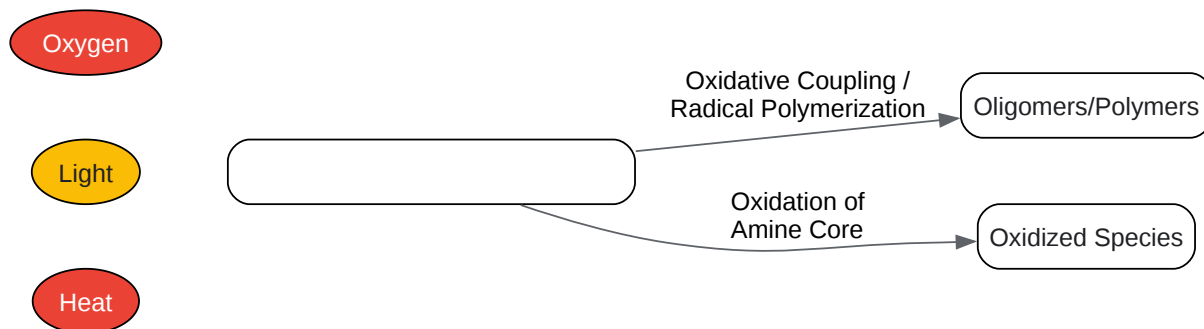 Oxygen
Oxidative Coupling /
Radical Polymerization
Oligomers/Polymers
Light
Oxidation of
Amine Core
Oxidized Species
Heat